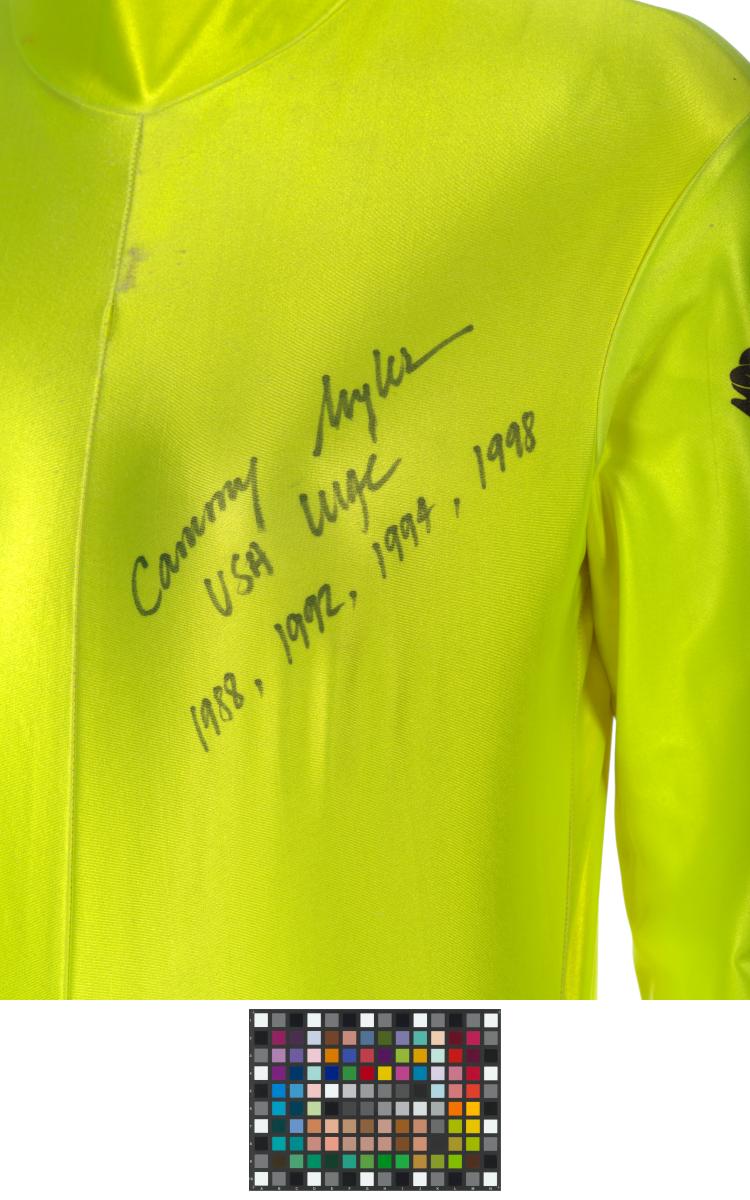 Cammy Myler
USA LUGE
1988, 1992, 1994, 1998